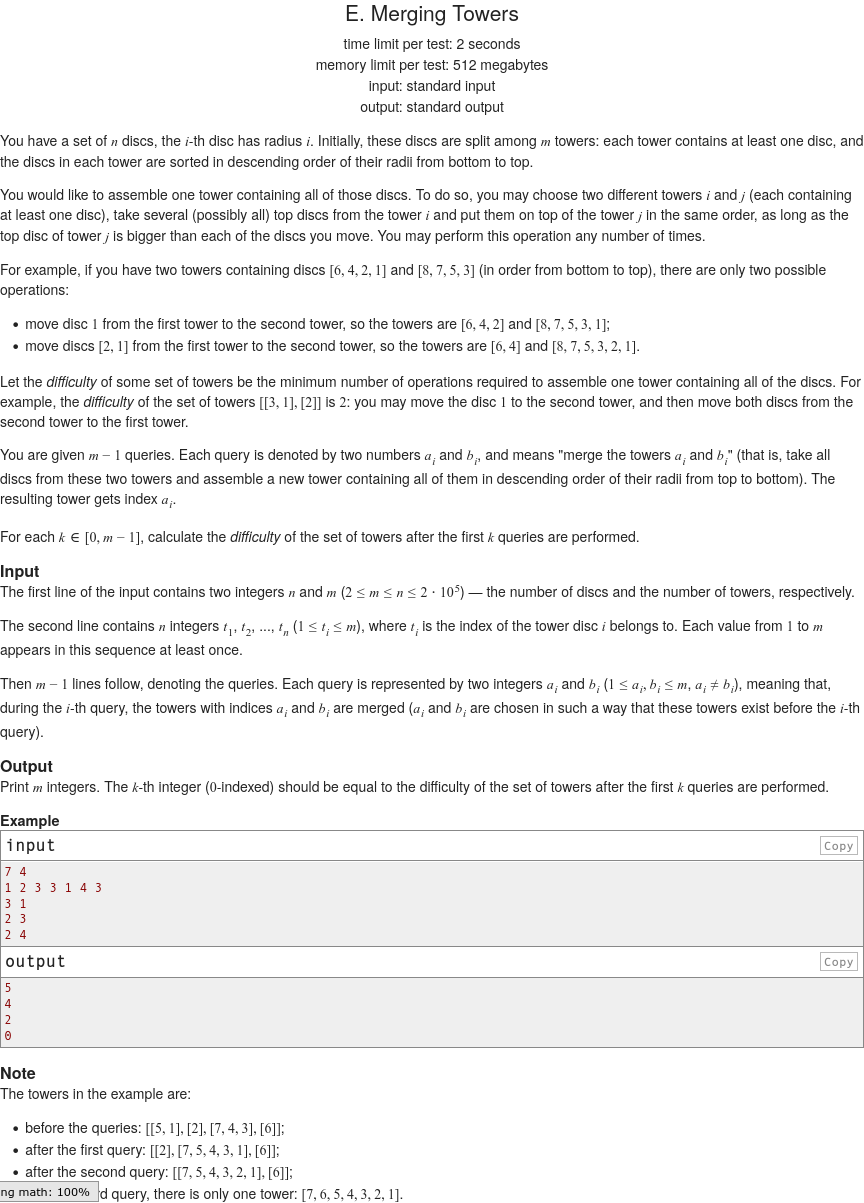 E. Merging Towers
time limit per test: 2 seconds
memory limit per test: 512 megabytes
input: standard input
output: standard output
You have a set of n discs, the i-th disc has radius i. Initially, these discs are split among m towers: each tower contains at least one disc, and
the discs in each tower are sorted in descending order of their radii from bottom to top.
You would like to assemble one tower containing all of those discs. To do so, you may choose two different towers i and j (each containing
at least one disc), take several (possibly all) top discs from the tower i and put them on top of the tower j in the same order, as long as the
top disc of tower j is bigger than each of the discs you move. You may perform this operation any number of times.
For example, if you have two towers containing discs [6, 4, 2, 1] and [8, 7, 5, 3] (in order from bottom to top), there are only two possible
operations:
• move disc 1 from the first tower to the second tower, so the towers are [6, 4, 2] and [8, 7, 5, 3, 1];
• move discs [2, 1] from the first tower to the second tower, so the towers are [6, 4] and [8, 7, 5, 3, 2, 1].
Let the difficulty of some set of towers be the minimum number of operations required to assemble one tower containing all of the discs. For
example, the difficulty of the set of towers [[3, 1], [2]] is 2: you may move the disc 1 to the second tower, and then move both discs from the
second tower to the first tower.
You are given m − 1 queries. Each query is denoted by two numbers a_i and b_i, and means "merge the towers a_i and b_i" (that is, take all
discs from these two towers and assemble a new tower containing all of them in descending order of their radii from top to bottom). The
resulting tower gets index a_i.
For each k ∈ [0, m − 1], calculate the difficulty of the set of towers after the first k queries are performed.
Input
The first line of the input contains two integers n and m (2 ≤ m ≤ n ≤ 2 · 10^5) — the number of discs and the number of towers, respectively.
The second line contains n integers t_1, t_2, ..., t_n (1 ≤ t_i ≤ m), where t_i is the index of the tower disc i belongs to. Each value from 1 to m
appears in this sequence at least once.
Then m − 1 lines follow, denoting the queries. Each query is represented by two integers a_i and b_i (1 ≤ a_i, b_i ≤ m, a_i ≠ b_i), meaning that,
during the i-th query, the towers with indices a_i and b_i are merged (a_i and b_i are chosen in such a way that these towers exist before the i-th
query).
Output
Print m integers. The k-th integer (0-indexed) should be equal to the difficulty of the set of towers after the first k queries are performed.
Example
input Copy
7 4
1 2 3 3 1 4 3
3 1
2 3
2 4
output Copy
5
4
2
0
Note
The towers in the example are:
• before the queries: [[5, 1], [2], [7, 4, 3], [6]];
• after the first query: [[2], [7, 5, 4, 3, 1], [6]];
• after the second query: [[7, 5, 4, 3, 2, 1], [6]];
ng math: 100% d query, there is only one tower: [7, 6, 5, 4, 3, 2, 1].